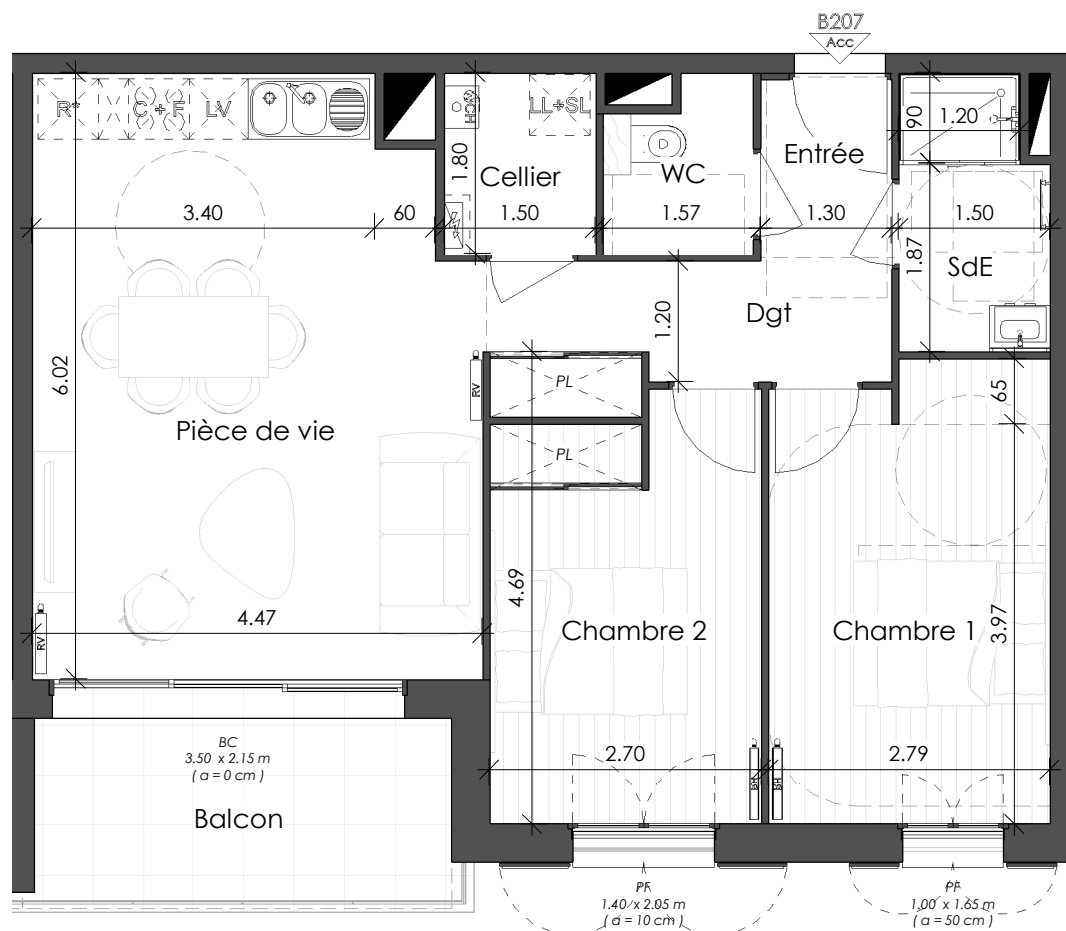 B207
Acc
R*
C+F
LV
LL+SL
VCH
90
1.20
1.80
Cellier
WC
Entrée
3.40
60
1.50
1.57
1.30
1.50
1.87
SdE
Dgt
1.20
6.02
RV
PL
65
Pièce de vie
PL
4.69
4.47
Chambre 2
Chambre 1
3.97
RV
BC
3.50 x 2.15 m
( a = 0 cm )
2.70
2.79
BH
BH
Balcon
PF
1.40 x 2.05 m
( a = 10 cm )
PF
1.00 x 1.65 m
( a = 50 cm )